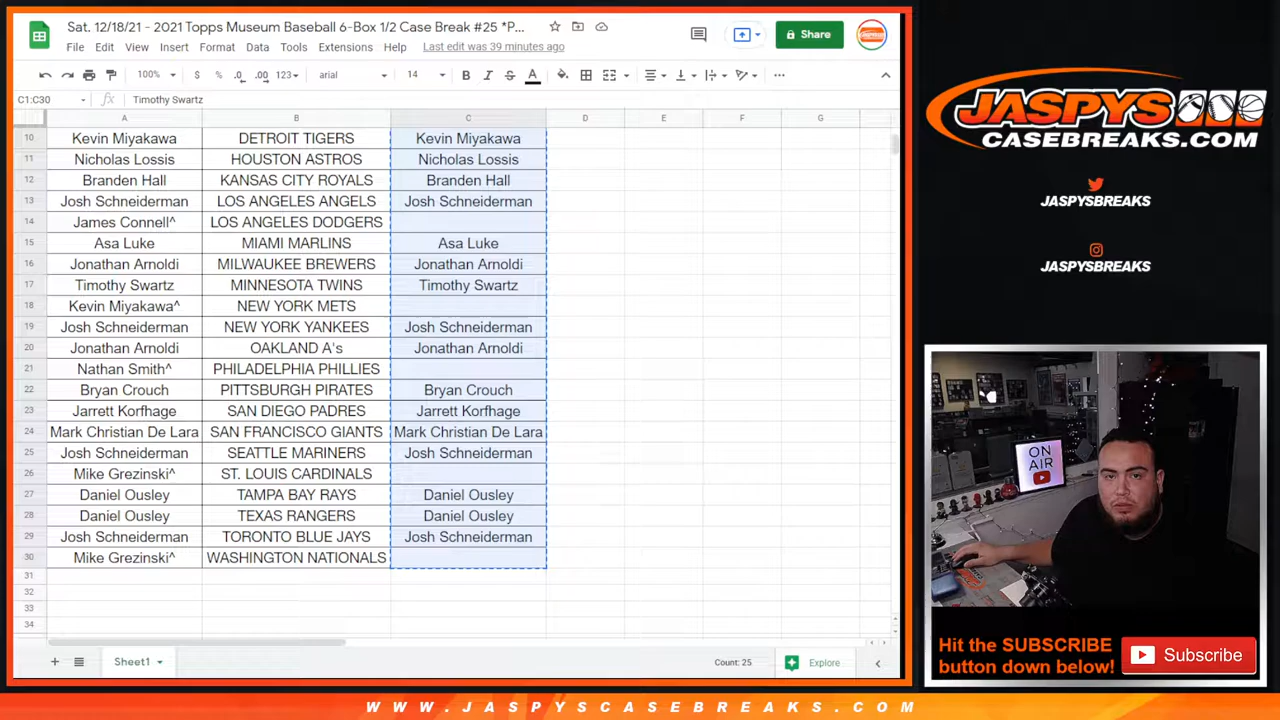 Sat. 12/18/21 - 2021 Topps Museum Baseball 6-Box 1/2 Case Break #25 *P...
File Edit View Insert Format Data Tools Extensions Help Last edit was 39 minutes ago
Share
100% $ % .0 .00 123 arial 14 B I S A
C1:C30 fx Timothy Swartz
A B C D E F G
10 Kevin Miyakawa DETROIT TIGERS Kevin Miyakawa
11 Nicholas Lossis HOUSTON ASTROS Nicholas Lossis
12 Branden Hall KANSAS CITY ROYALS Branden Hall
13 Josh Schneiderman LOS ANGELES ANGELS Josh Schneiderman
14 James Connell^ LOS ANGELES DODGERS
15 Asa Luke MIAMI MARLINS Asa Luke
16 Jonathan Arnoldi MILWAUKEE BREWERS Jonathan Arnoldi
17 Timothy Swartz MINNESOTA TWINS Timothy Swartz
18 Kevin Miyakawa^ NEW YORK METS
19 Josh Schneiderman NEW YORK YANKEES Josh Schneiderman
20 Jonathan Arnoldi OAKLAND A's Jonathan Arnoldi
21 Nathan Smith^ PHILADELPHIA PHILLIES
22 Bryan Crouch PITTSBURGH PIRATES Bryan Crouch
23 Jarrett Korfhage SAN DIEGO PADRES Jarrett Korfhage
24 Mark Christian De Lara SAN FRANCISCO GIANTS Mark Christian De Lara
25 Josh Schneiderman SEATTLE MARINERS Josh Schneiderman
26 Mike Grezinski^ ST. LOUIS CARDINALS
27 Daniel Ousley TAMPA BAY RAYS Daniel Ousley
28 Daniel Ousley TEXAS RANGERS Daniel Ousley
29 Josh Schneiderman TORONTO BLUE JAYS Josh Schneiderman
30 Mike Grezinski^ WASHINGTON NATIONALS
31
32
33
34
Sheet1 Count: 25 Explore
JASPYS
CASEBREAKS.COM
JASPYSBREAKS
JASPYSBREAKS
ON
AIR
Hit the SUBSCRIBE
button down below!
Subscribe
WWW.JASPYSCASEBREAKS.COM